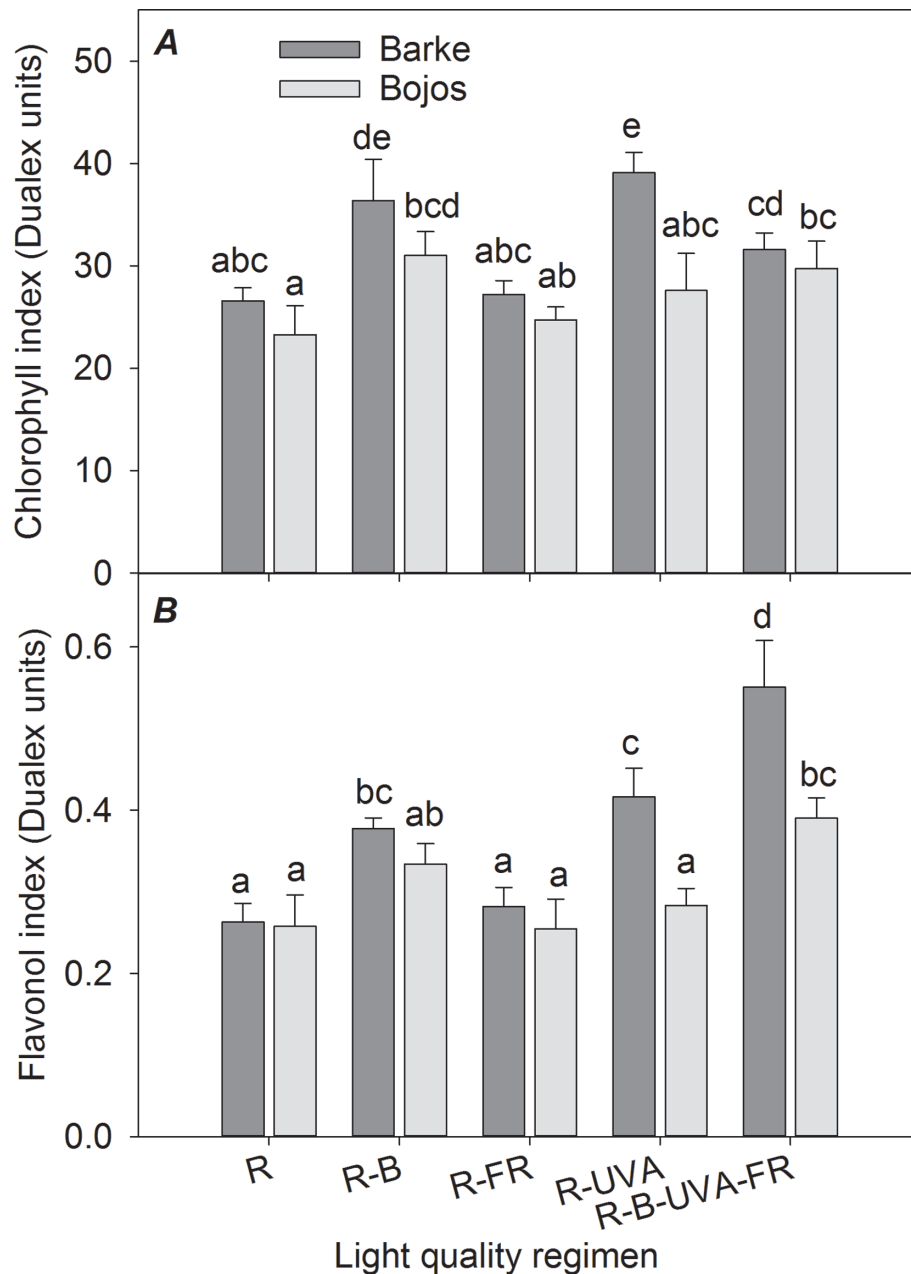 A
Barke
Bojos
Chlorophyll index (Dualex units)
50
40
30
20
10
0
abc
a
de
bcd
abc
ab
e
abc
cd
bc
B
Flavonol index (Dualex units)
0.6
0.4
0.2
0.0
a
a
bc
ab
a
a
c
a
d
bc
R
R-B
R-FR
R-UVA
R-B-UVA-FR
Light quality regimen